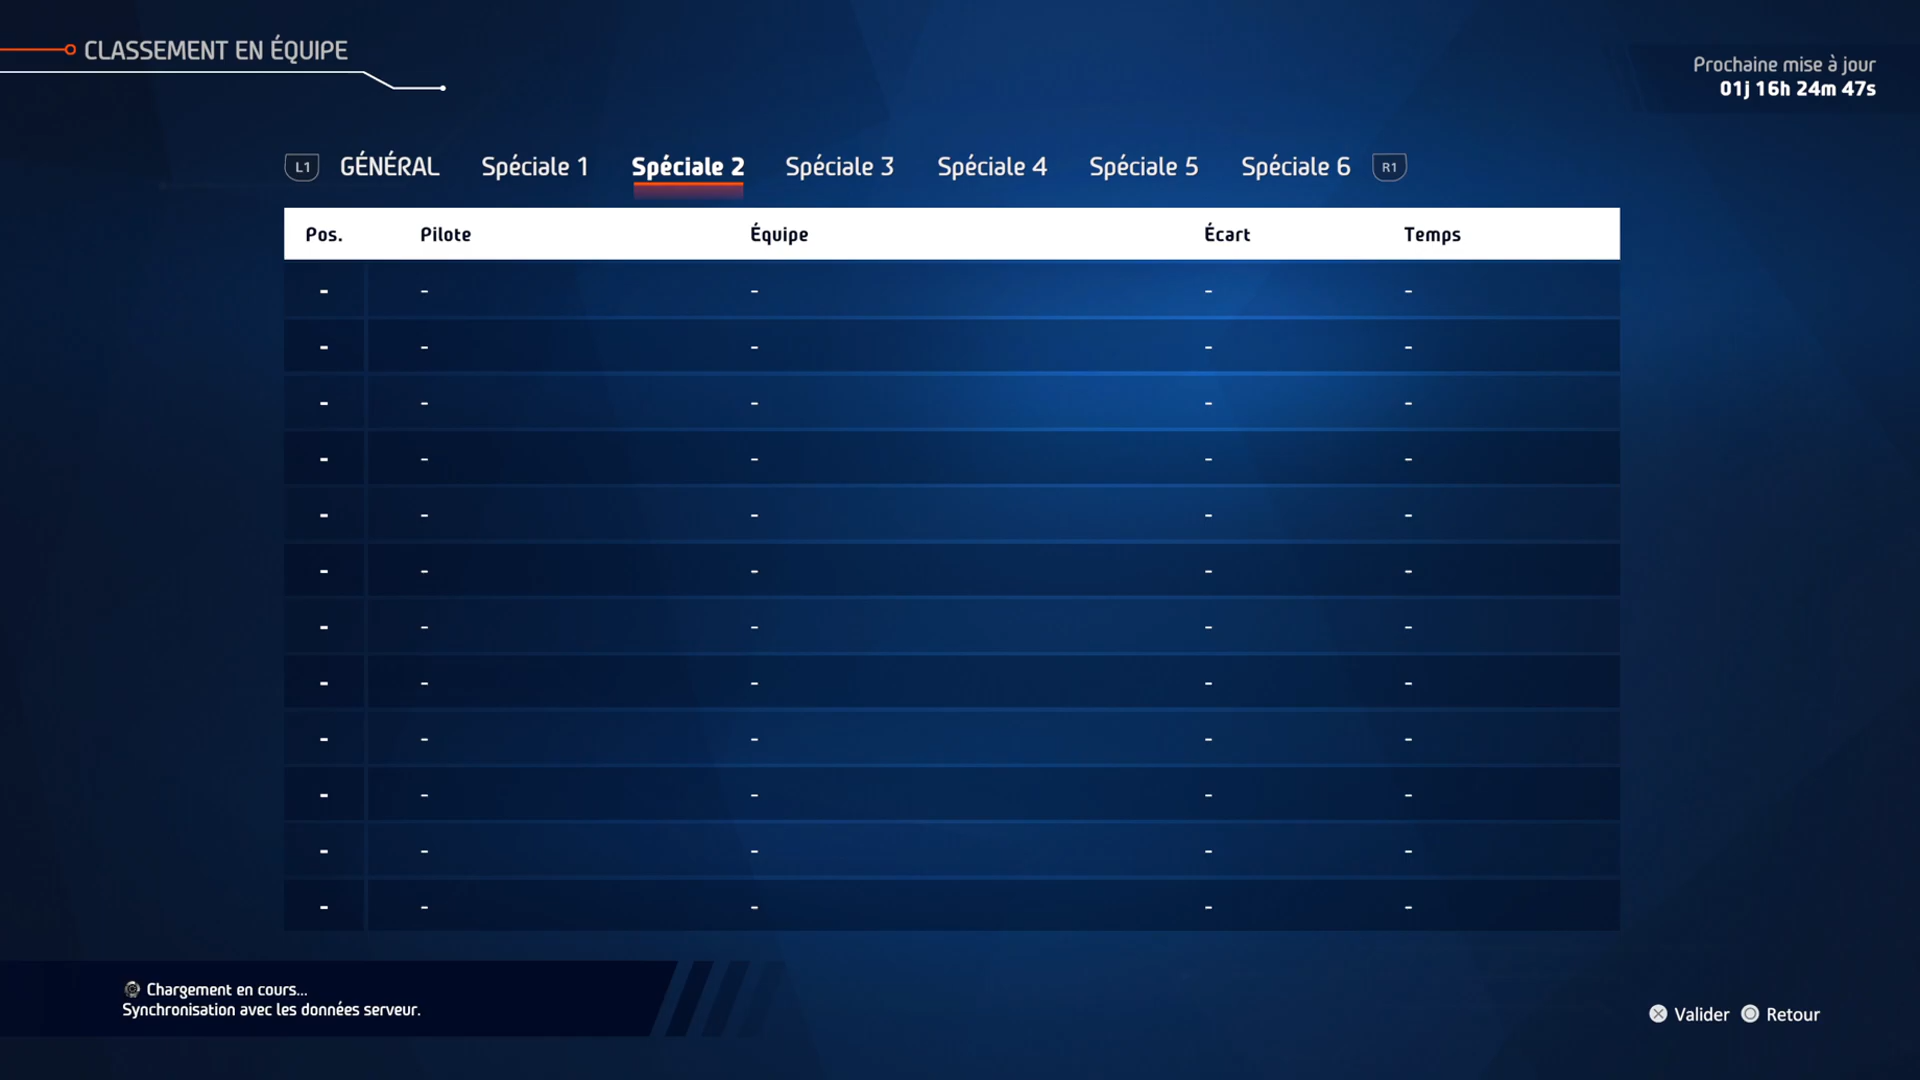 CLASSEMENT EN ÉQUIPE
Prochaine mise à jour
01j 16h 24m 47s
L1 GÉNÉRAL Spéciale 1 Spéciale 2 Spéciale 3 Spéciale 4 Spéciale 5 Spéciale 6 R1
Pos. Pilote Équipe Écart Temps
- - - - -
- - - - -
- - - - -
- - - - -
- - - - -
- - - - -
- - - - -
- - - - -
- - - - -
- - - - -
- - - - -
- - - - -
Chargement en cours...
Synchronisation avec les données serveur.
Valider Retour